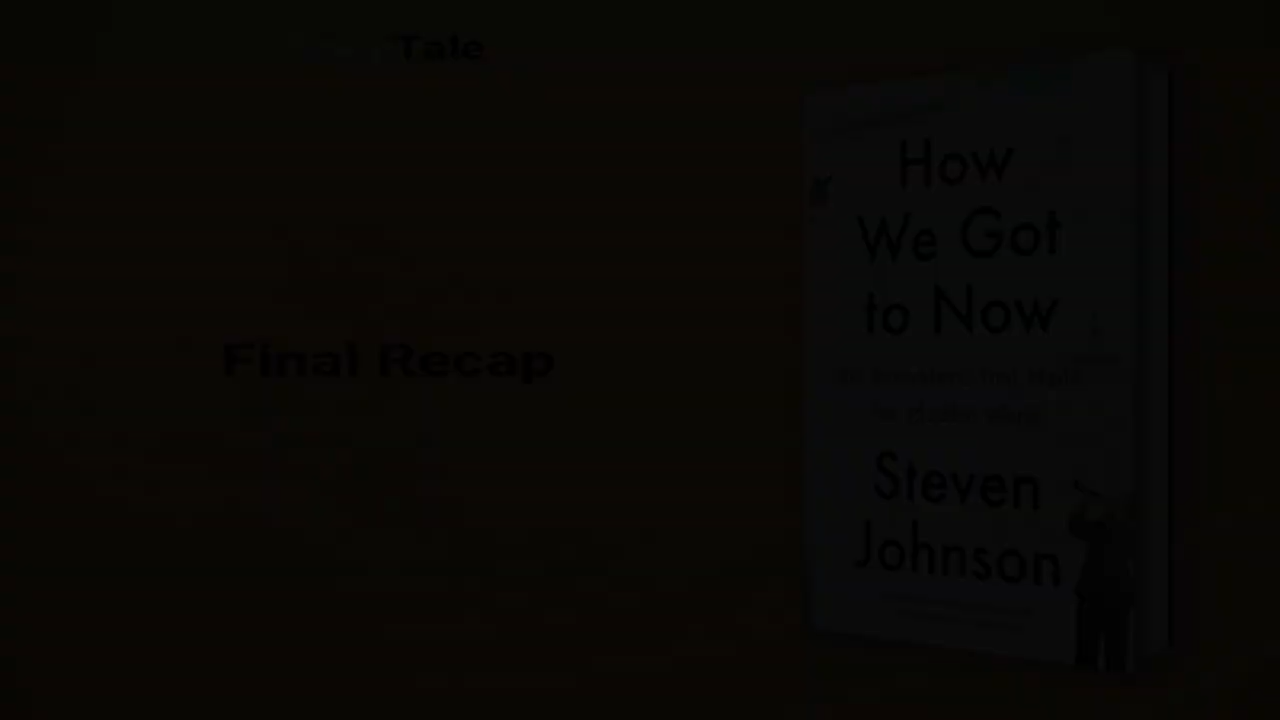 Tale
Final Recap
How
We Got
to Now
Steven
Johnson